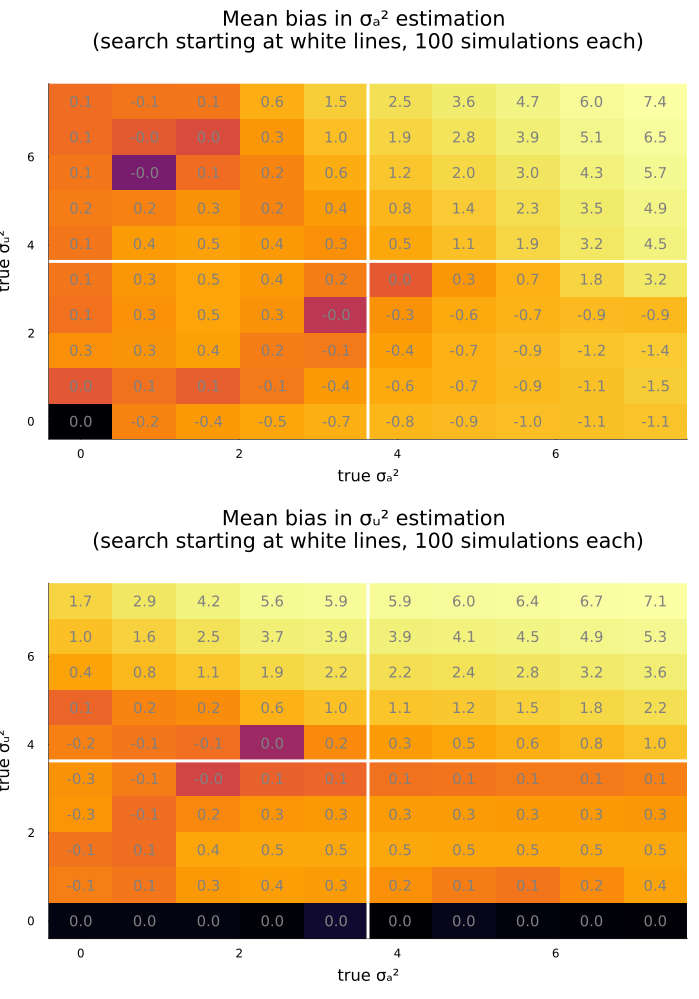 Mean bias in σₐ² estimation
(search starting at white lines, 100 simulations each)
0.1 -0.1 0.1 0.6 1.5 2.5 3.6 4.7 6.0 7.4
0.1 -0.0 0.0 0.3 1.0 1.9 2.8 3.9 5.1 6.5
6
0.1 -0.0 0.1 0.2 0.6 1.2 2.0 3.0 4.3 5.7
0.2 0.2 0.3 0.2 0.4 0.8 1.4 2.3 3.5 4.9
4
0.1 0.4 0.5 0.4 0.3 0.5 1.1 1.9 3.2 4.5
true σᵤ²
0.1 0.3 0.5 0.4 0.2 0.0 0.3 0.7 1.8 3.2
0.1 0.3 0.5 0.3 -0.0 -0.3 -0.6 -0.7 -0.9 -0.9
2
0.3 0.3 0.4 0.2 -0.1 -0.4 -0.7 -0.9 -1.2 -1.4
0.0 0.1 -0.1 -0.1 -0.4 -0.6 -0.7 -0.9 -1.1 -1.5
0
0.0 -0.2 -0.4 -0.5 -0.7 -0.8 -0.9 -1.0 -1.1 -1.1
0 2 4 6
true σₐ²
Mean bias in σᵤ² estimation
(search starting at white lines, 100 simulations each)
1.7 2.9 4.2 5.6 5.9 5.9 6.0 6.4 6.7 7.1
1.0 1.6 2.5 3.7 3.9 3.9 4.1 4.5 4.9 5.3
6
0.4 0.8 1.1 1.9 2.2 2.2 2.4 2.8 3.2 3.6
0.1 0.2 0.2 0.6 1.0 1.1 1.2 1.5 1.8 2.2
4
-0.2 -0.1 -0.1 0.0 0.2 0.3 0.5 0.6 0.8 1.0
true σᵤ²
-0.3 -0.1 -0.0 0.1 0.1 0.1 0.1 0.1 0.1 0.1
-0.3 -0.1 0.2 0.3 0.3 0.3 0.3 0.3 0.3 0.3
2
-0.1 0.1 0.4 0.5 0.5 0.5 0.5 0.5 0.5 0.5
-0.1 0.1 0.3 0.4 0.3 0.2 0.1 0.1 0.2 0.4
0
0.0 0.0 0.0 0.0 0.0 0.0 0.0 0.0 0.0 0.0
0 2 4 6
true σₐ²